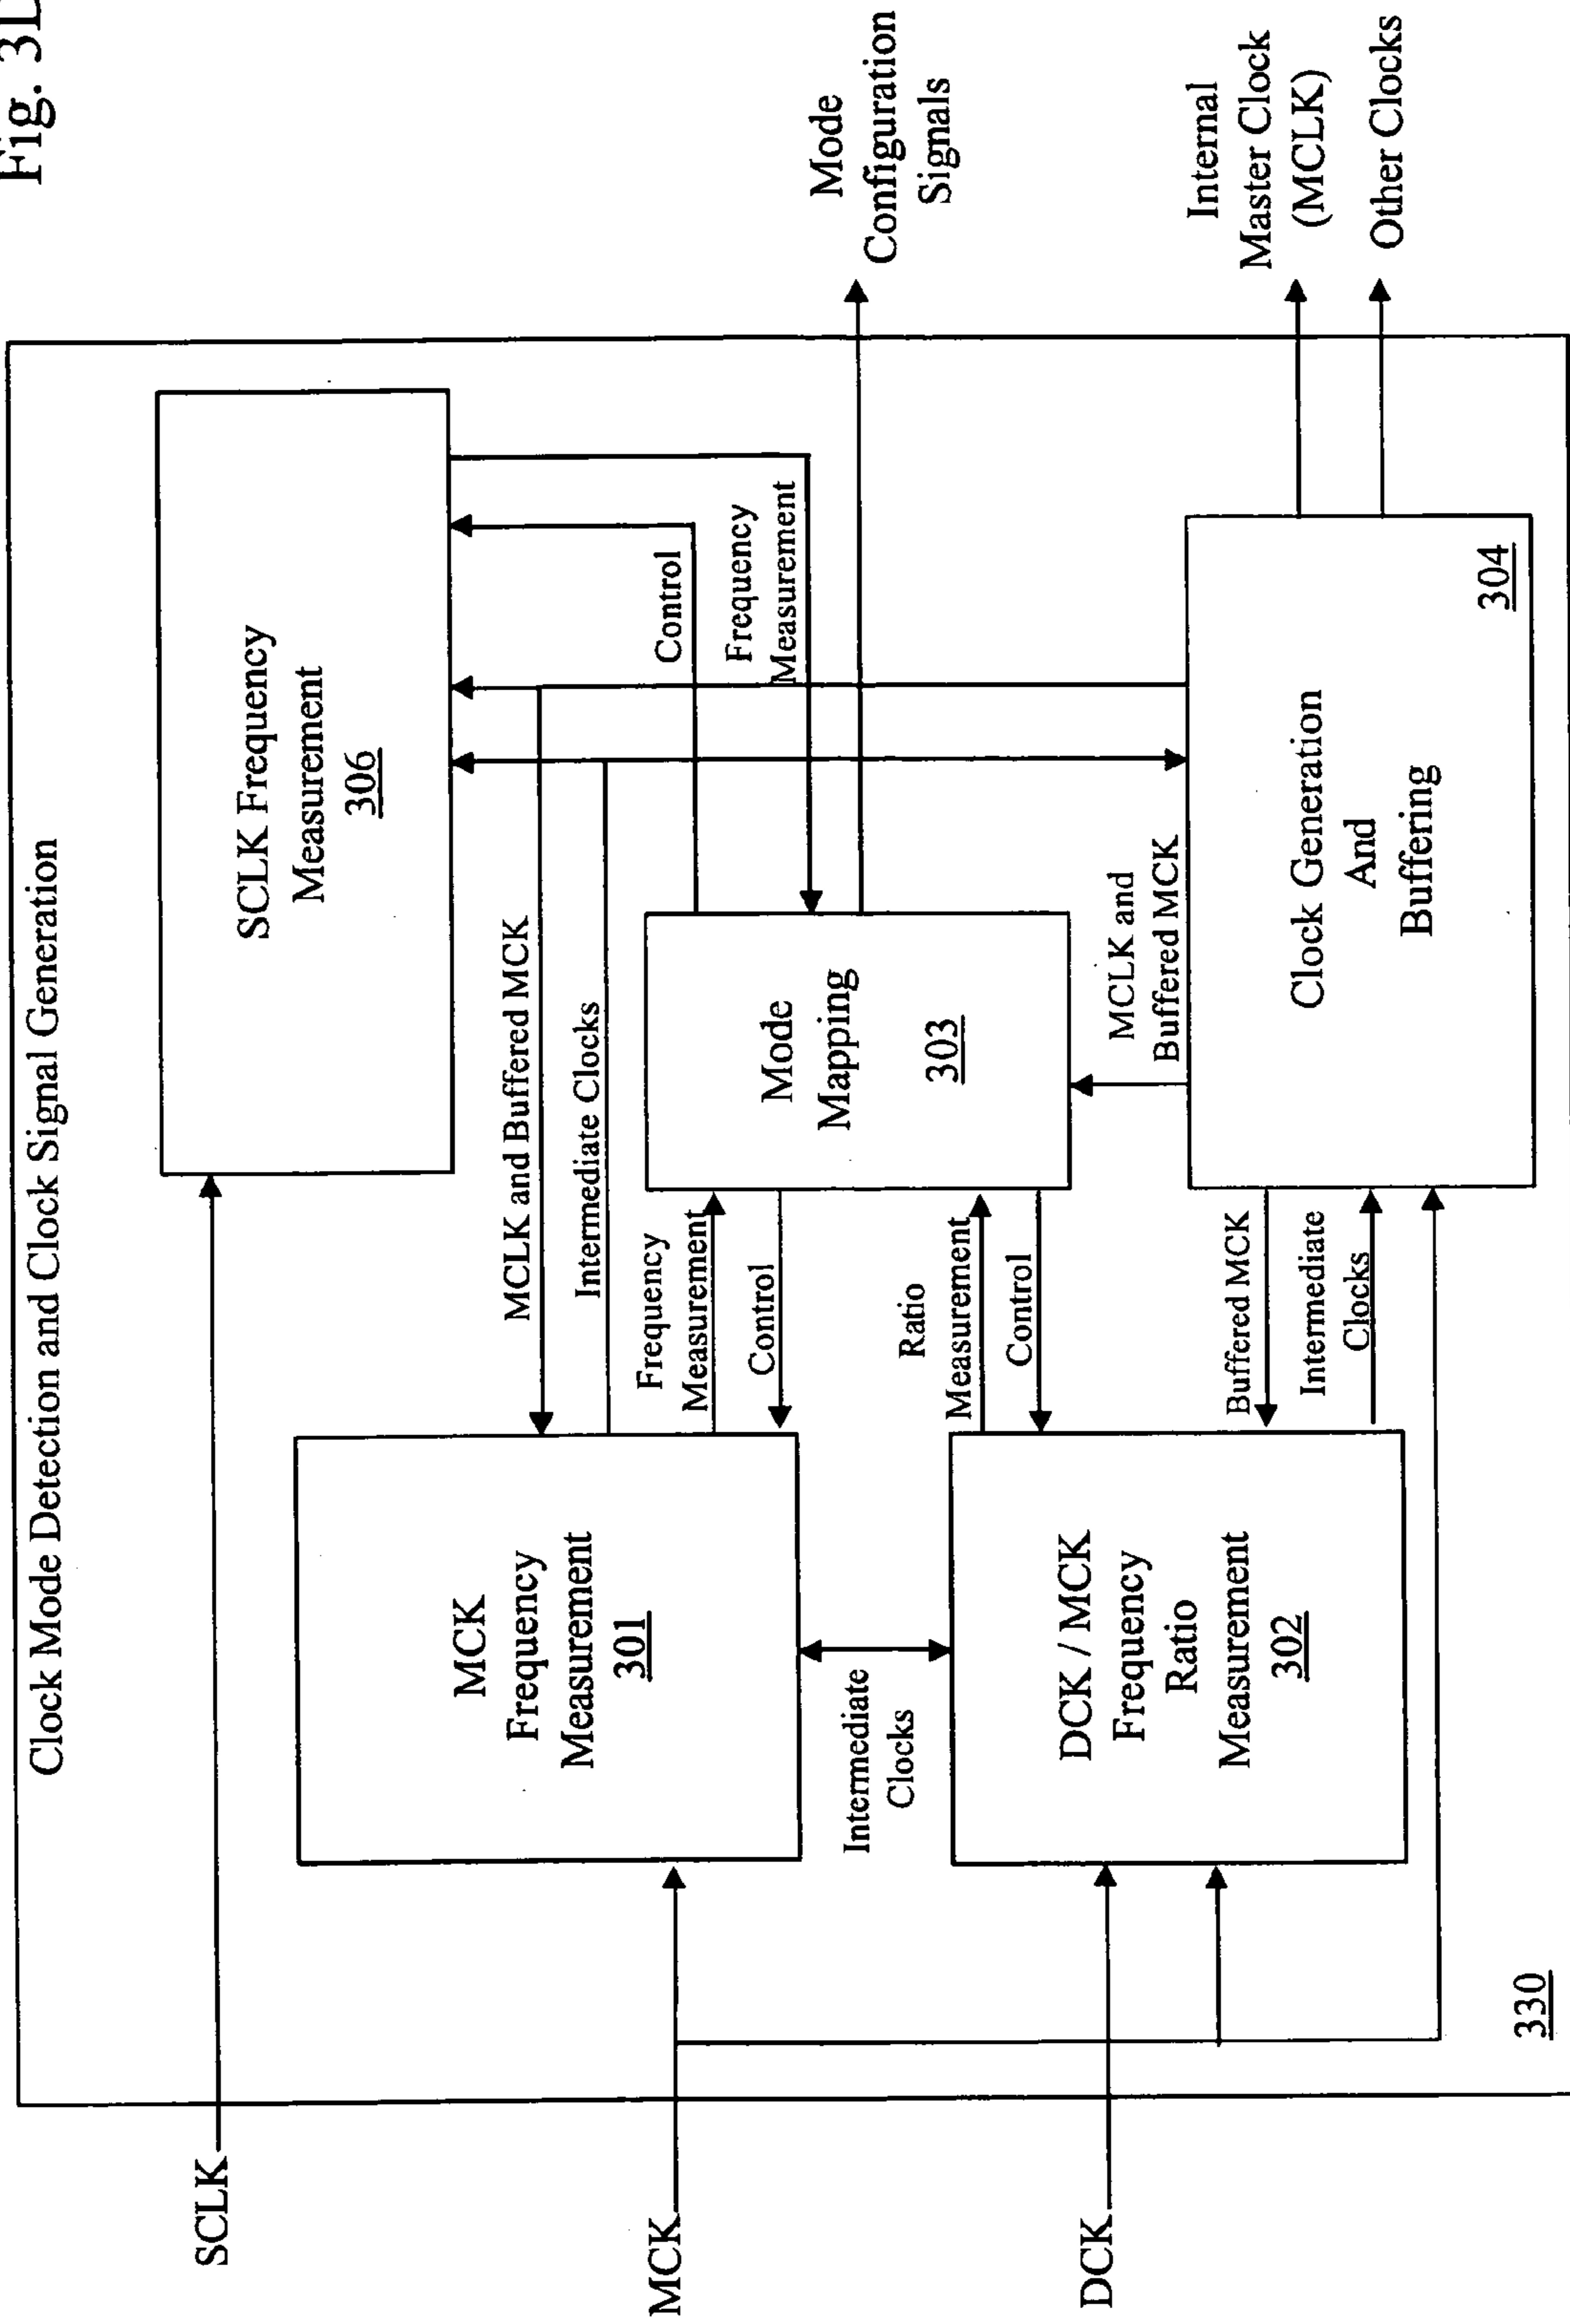 Fig. 3
Clock Mode Detection and Clock Signal Generation
SCLK
SCLK Frequency
Measurement
306
MCLK and Buffered MCK
Intermediate Clocks
Control
Frequency
Measurement
Mode
Configuration
Signals
MCK
MCK
Frequency
Measurement
301
Frequency
Measurement
Control
Mode
Mapping
303
Intermediate
Clocks
Ratio
Measurement
Control
MCLK and
Buffered MCK
DCK
DCK / MCK
Frequency
Ratio
Measurement
302
Buffered MCK
Intermediate
Clocks
Clock Generation
And
Buffering
304
Internal
Master Clock
(MCLK)
Other Clocks
330